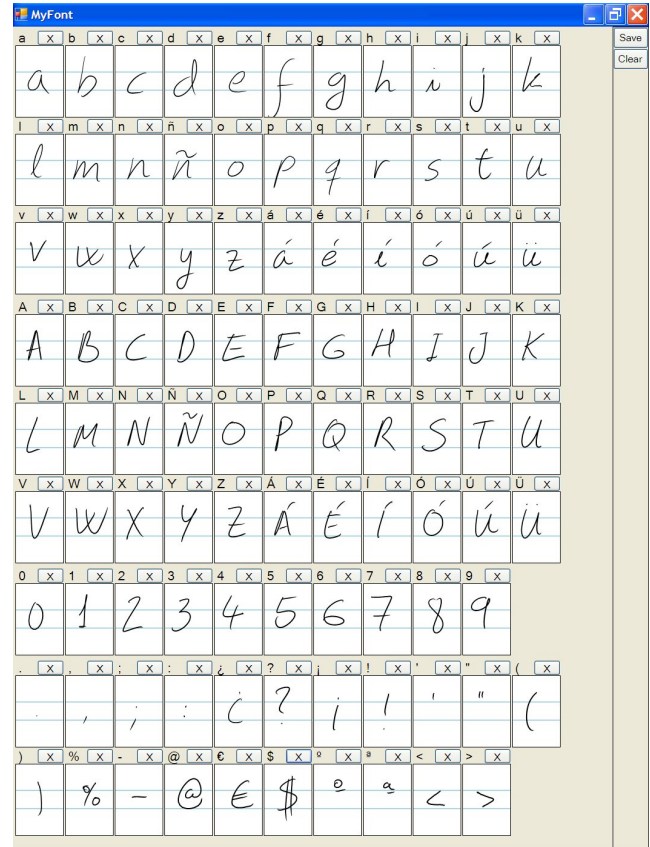 MyFont
a X b X c X d X e X f X g X h X i X j X k X Save
Clear
a b c d e f g h i j k
l X m X n X ñ X o X p X q X r X s X t X u X
l m n ñ o p q r s t u
v X w X x X y X z X á X é X í X ó X ú X ü X
v w x y z á é í ó ú ü
A X B X C X D X E X F X G X H X I X J X K X
A B C D E F G H I J K
L X M X N X Ñ X O X P X Q X R X S X T X U X
L M N Ñ O P Q R S T U
V X W X X X Y X Z X Á X É X Í X Ó X Ú X Ü X
V W X Y Z Á É Í Ó Ú Ü
0 X 1 X 2 X 3 X 4 X 5 X 6 X 7 X 8 X 9 X
0 1 2 3 4 5 6 7 8 9
. X , X ; X : X ¿ X ? X ¡ X ! X ' X " X ( X
. , ; : ¿ ? ¡ ! ' " (
) X % X - X @ X € X $ X º X ª X < X > X
) % - @ € $ º ª < >